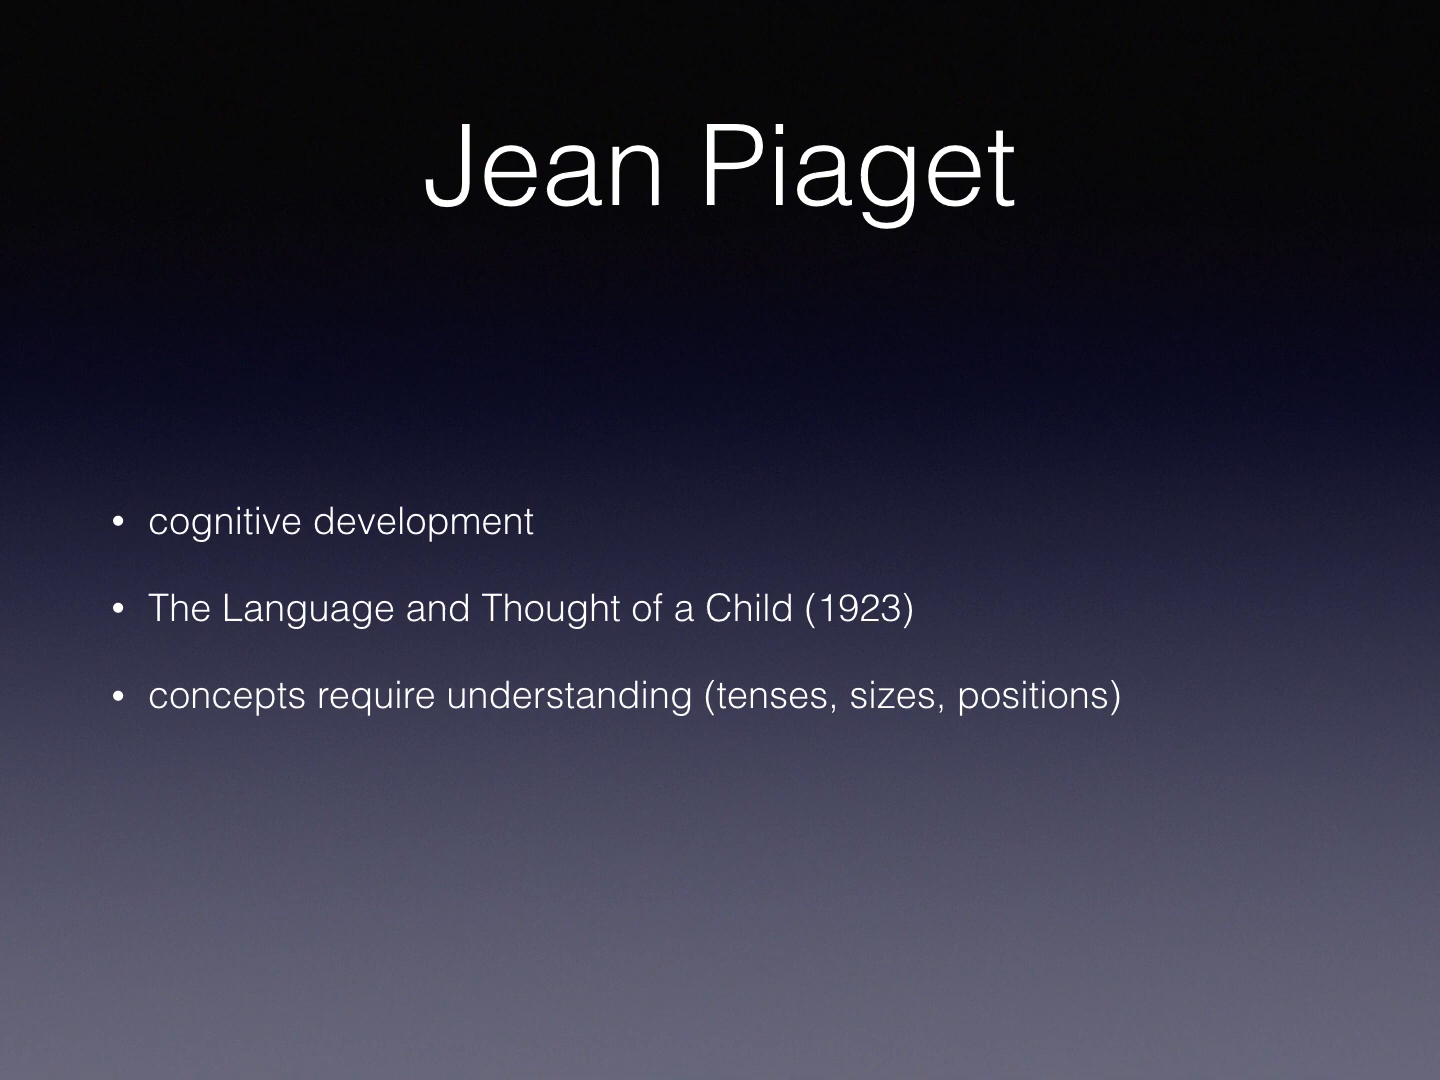 Jean Piaget
• cognitive development
• The Language and Thought of a Child (1923)
• concepts require understanding (tenses, sizes, positions)